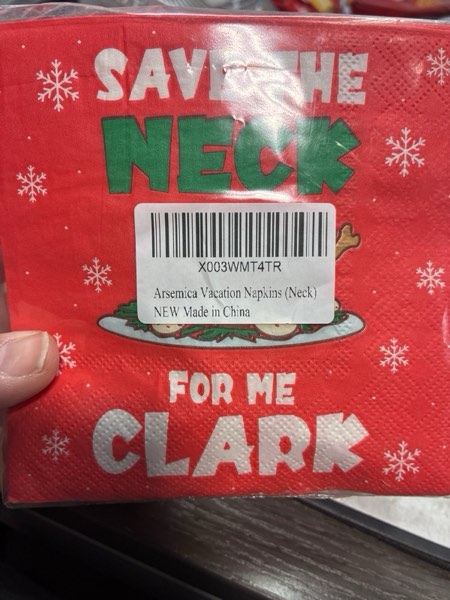 SAVE THE
NECK
X003WMT4TR
Arsemica Vacation Napkins (Neck)
NEW Made in China
FOR ME
CLARK